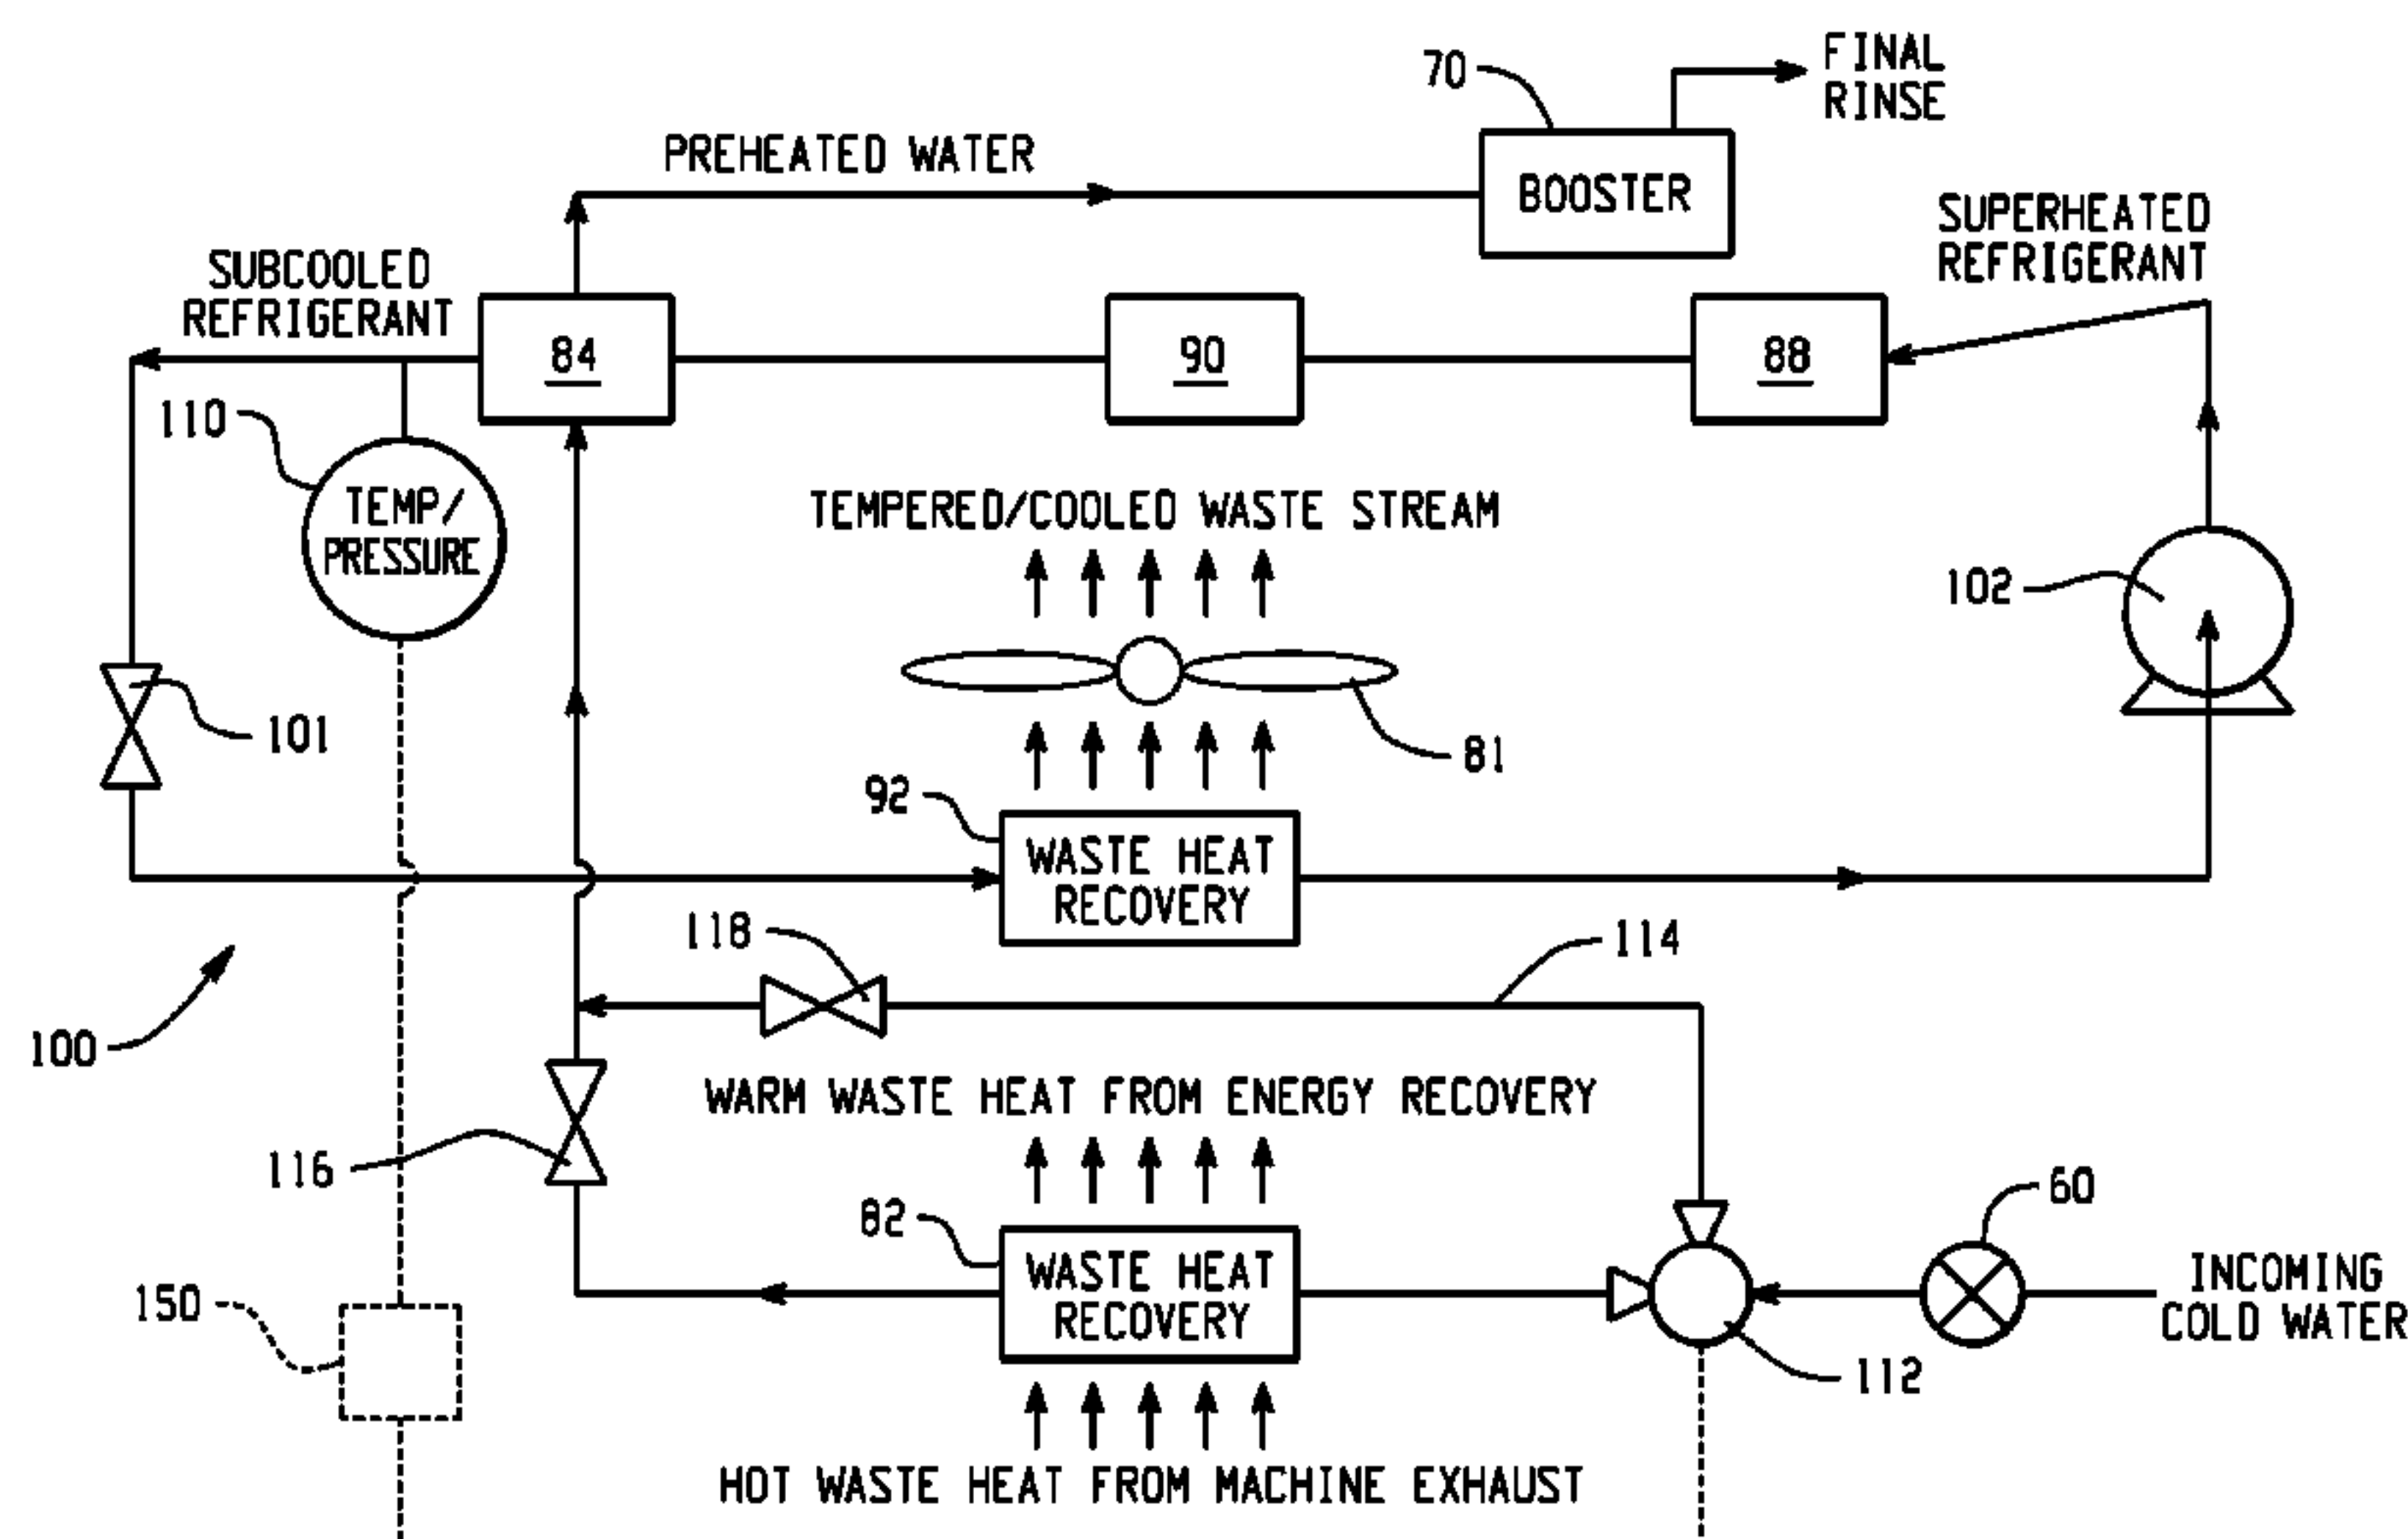 70
FINAL
RINSE
PREHEATED WATER
BOOSTER
SUPERHEATED
REFRIGERANT
SUBCOOLED
REFRIGERANT
84
90
88
110
TEMP/
PRESSURE
TEMPERED/COOLED WASTE STREAM
102
101
81
92
WASTE HEAT
RECOVERY
118
114
100
WARM WASTE HEAT FROM ENERGY RECOVERY
116
82
60
WASTE HEAT
RECOVERY
INCOMING
COLD WATER
150
112
HOT WASTE HEAT FROM MACHINE EXHAUST